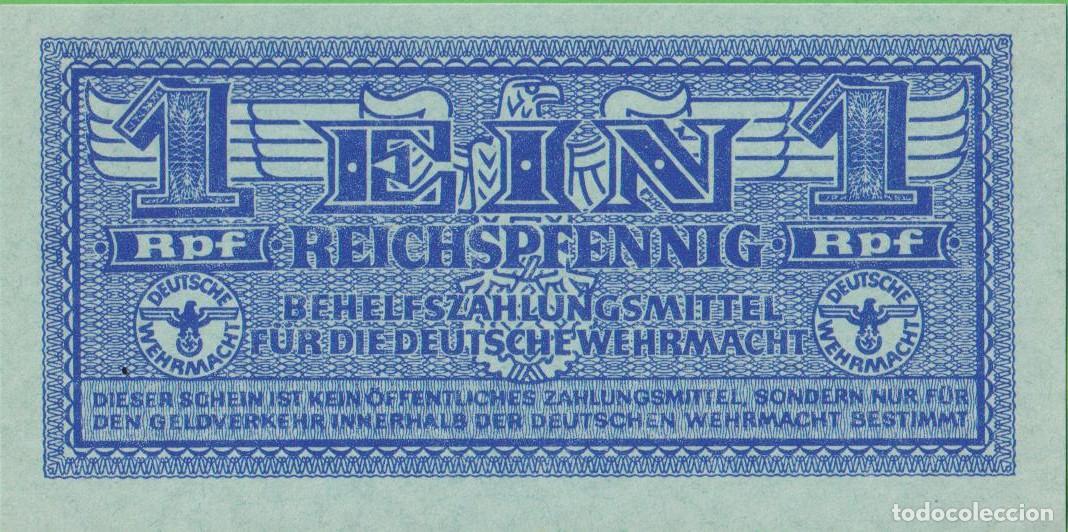 1 EIN 1
Rpf REICHSPFENNIG Rpf
BEHELFSZAHLUNGSMITTEL
FÜR DIE DEUTSCHE WEHRMACHT
DEUTSCHE WEHRMACHT
DEUTSCHE WEHRMACHT
DIESER SCHEIN IST KEIN ÖFFENTLICHES ZAHLUNGSMITTEL, SONDERN NUR FÜR
DEN GELDVERKEHR INNERHALB DER DEUTSCHEN WEHRMACHT BESTIMMT
todocoleccion